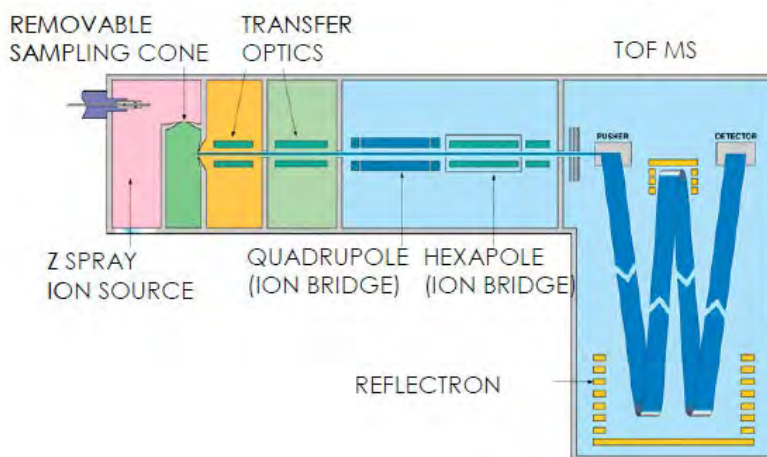 REMOVABLE
SAMPLING CONE
TRANSFER
OPTICS
TOF MS
PUSHER
DETECTOR
Z SPRAY
ION SOURCE
QUADRUPOLE
(ION BRIDGE)
HEXAPOLE
(ION BRIDGE)
REFLECTRON